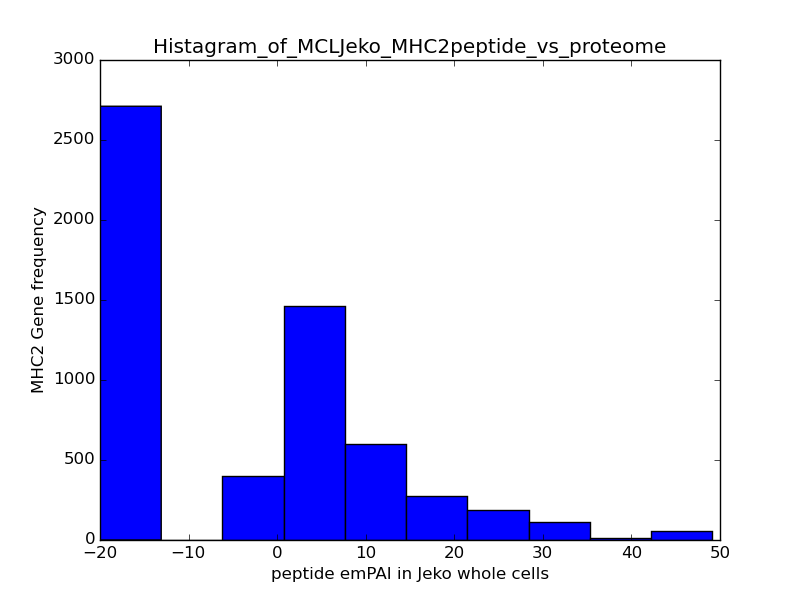 Histagram_of_MCLJeko_MHC2peptide_vs_proteome
3000
2500
2000
1500
1000
500
0
MHC2 Gene frequency
−20 −10 0 10 20 30 40 50
peptide emPAI in Jeko whole cells